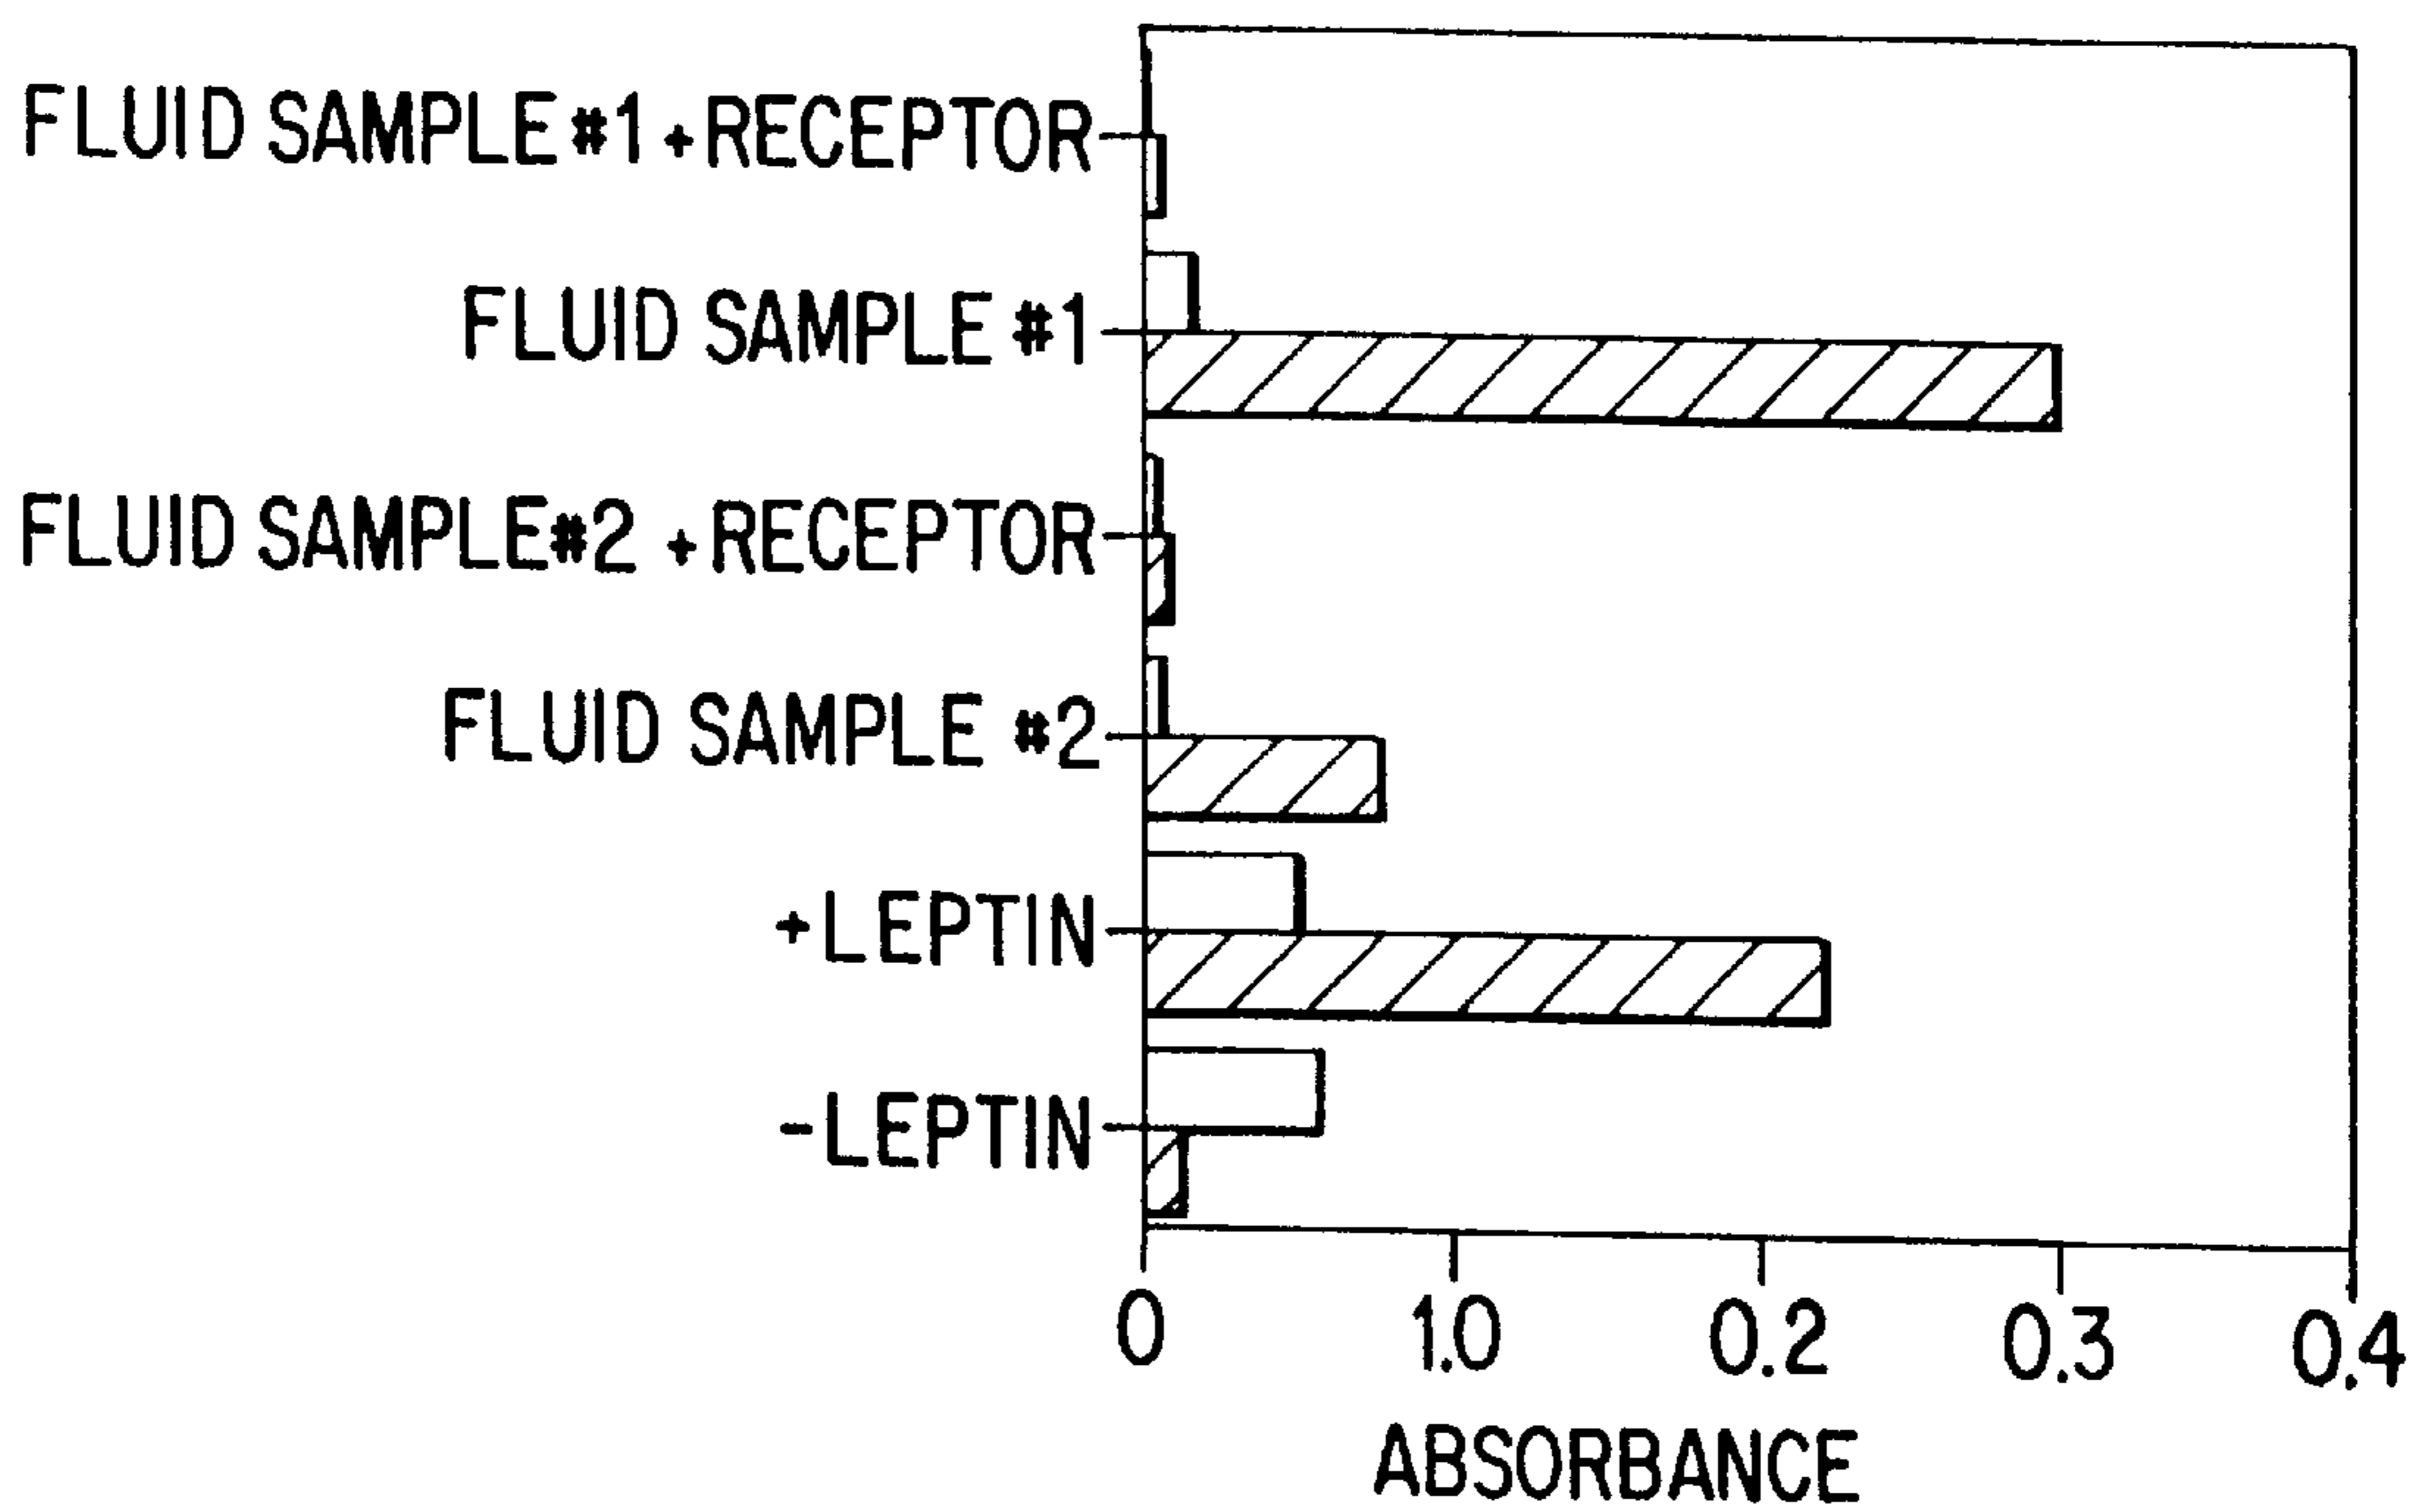 FLUID SAMPLE #1 +RECEPTOR
FLUID SAMPLE #1
FLUID SAMPLE#2 +RECEPTOR
FLUID SAMPLE #2
+LEPTIN
-LEPTIN
0 1.0 0.2 0.3 0.4
ABSORBANCE